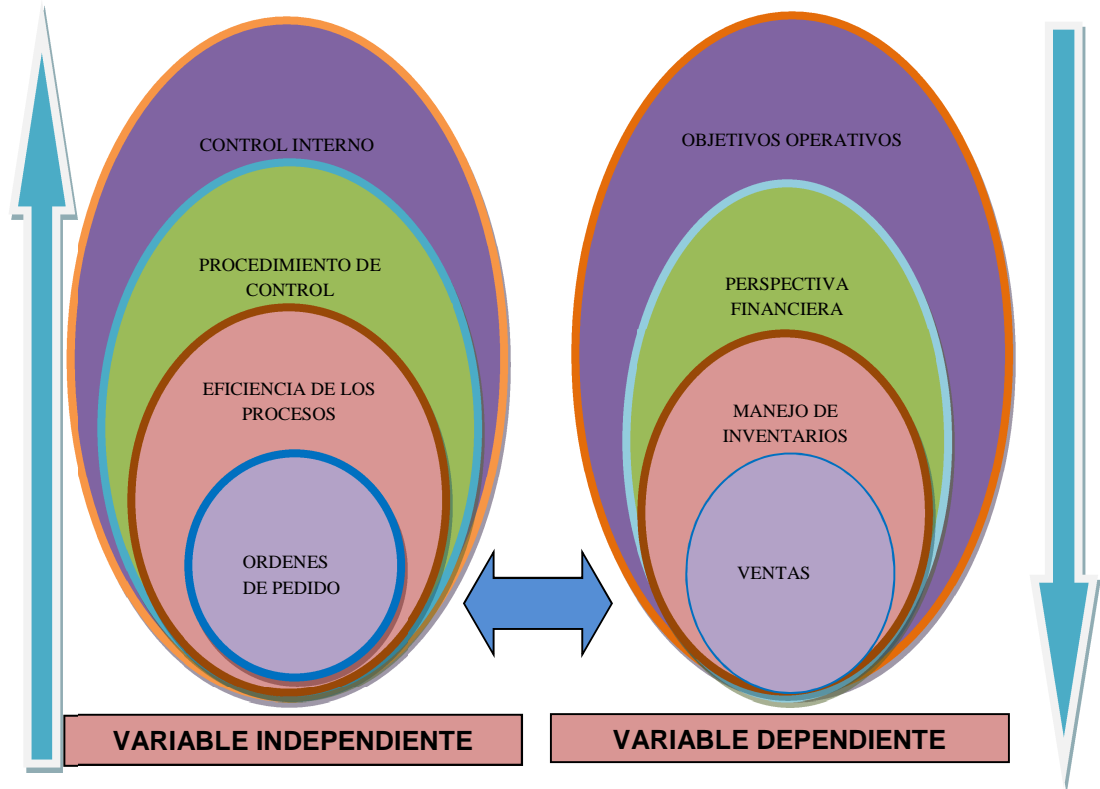 CONTROL INTERNO
PROCEDIMIENTO DE
CONTROL
EFICIENCIA DE LOS
PROCESOS
ORDENES
DE PEDIDO
VARIABLE INDEPENDIENTE
OBJETIVOS OPERATIVOS
PERSPECTIVA
FINANCIERA
MANEJO DE
INVENTARIOS
VENTAS
VARIABLE DEPENDIENTE